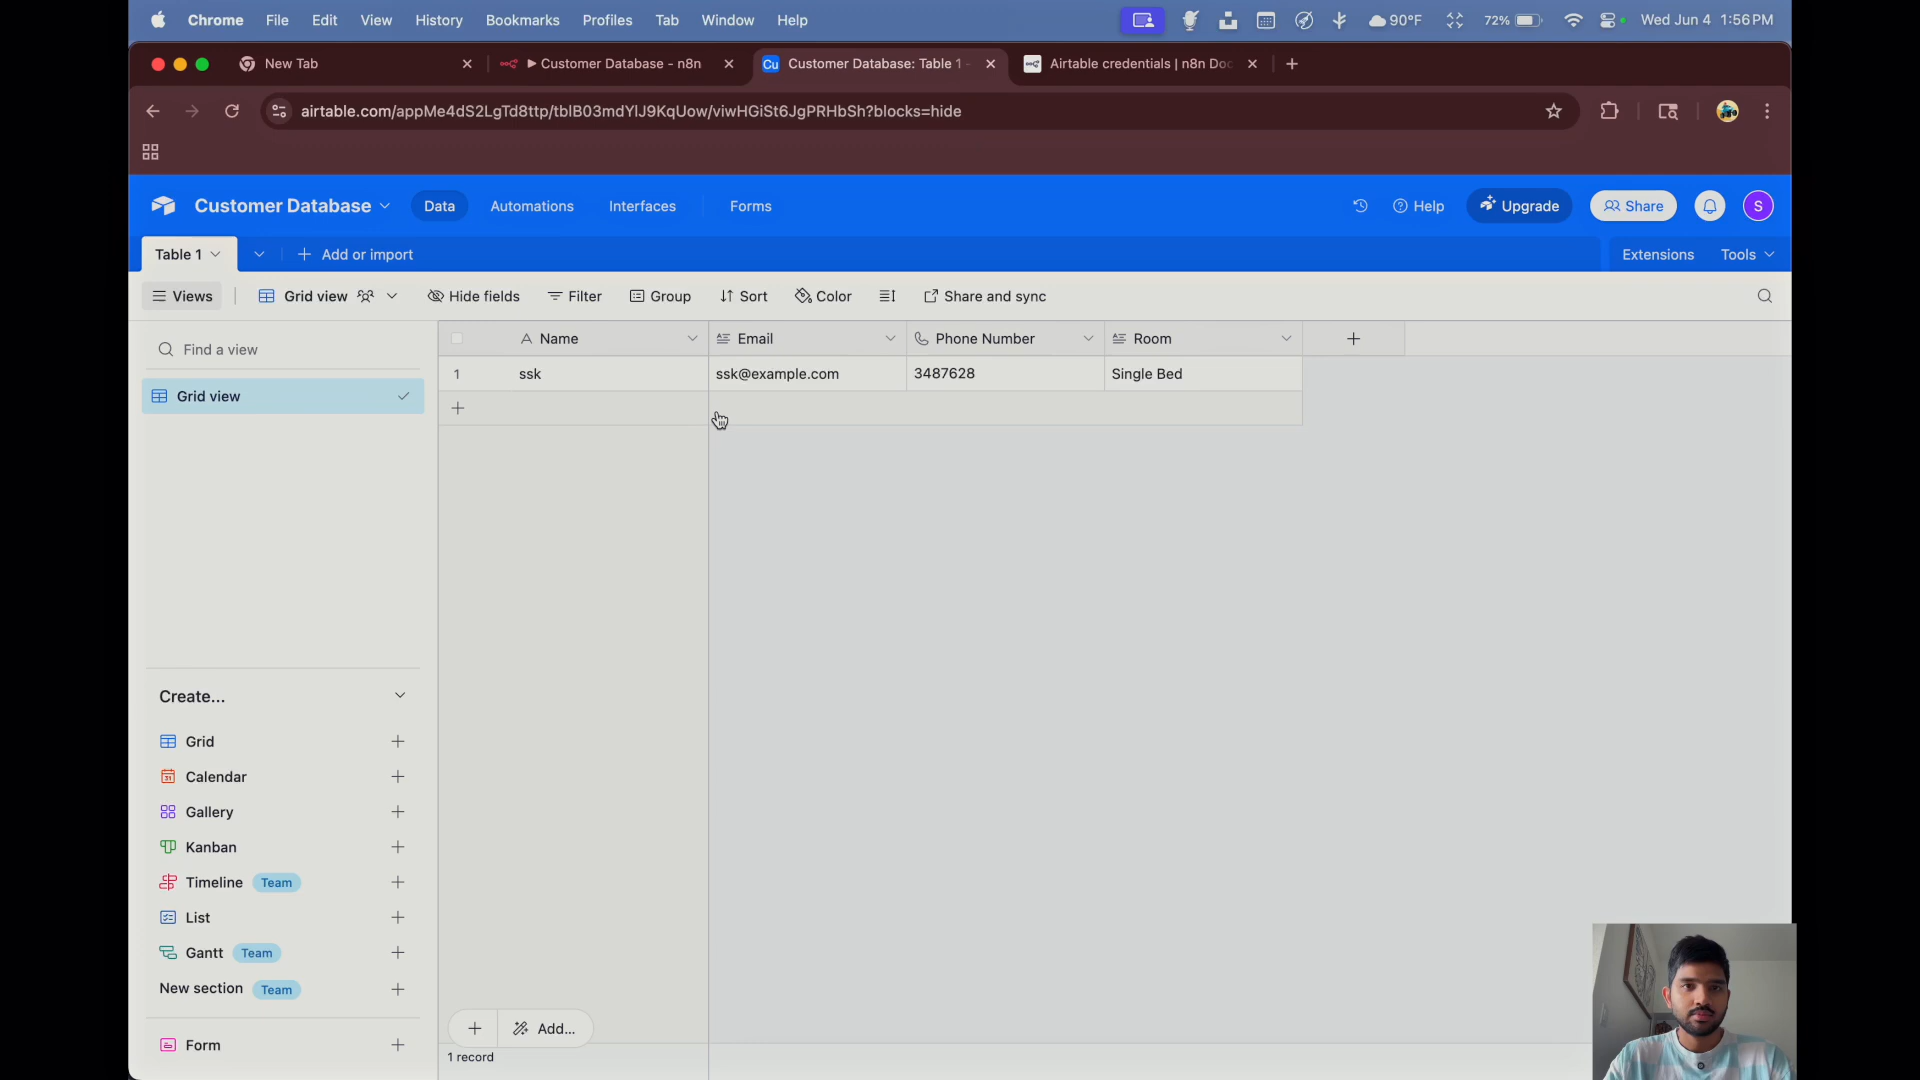 Chrome File Edit View History Bookmarks Profiles Tab Window Help 90°F 72% Wed Jun 4 1:56 PM
New Tab Customer Database - n8n Cu Customer Database: Table 1 - Airtable credentials | n8n Doc
airtable.com/appMe4dS2LgTd8ttp/tblB03mdYlJ9KqUow/viwHGiSt6JgPRHbSh?blocks=hide
Customer Database Data Automations Interfaces Forms Help Upgrade Share S
Table 1 Add or import Extensions Tools
Views Grid view Hide fields Filter Group Sort Color Share and sync
Find a view
Name Email Phone Number Room
1 ssk ssk@example.com 3487628 Single Bed
Grid view
Create...
Grid
Calendar
Gallery
Kanban
Timeline Team
List
Gantt Team
New section Team
Form
Add...
1 record